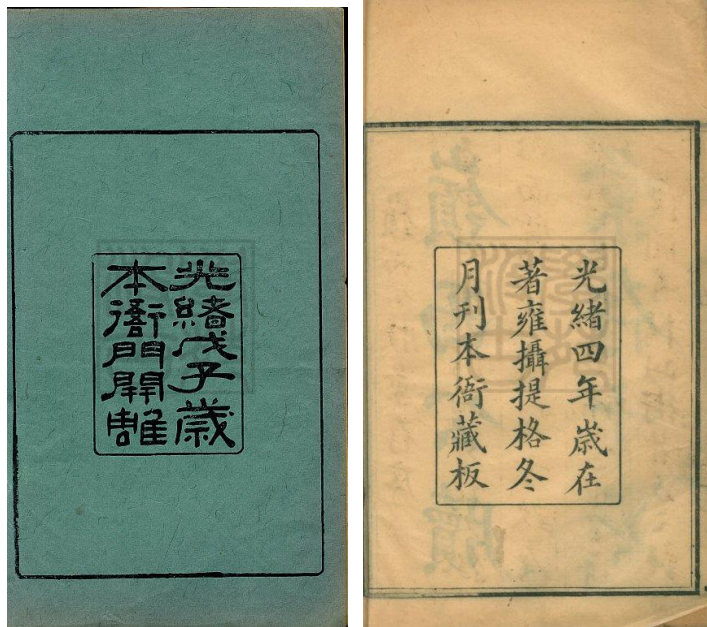 光緒戊子歲
本衙門開雕
光緒四年歲在
著雍攝提格冬
月刊本衙藏板